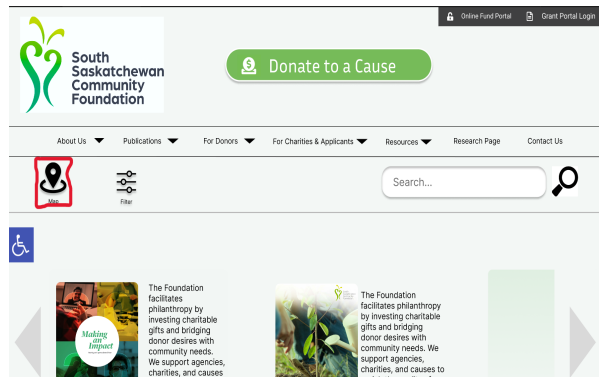 Online Fund Portal
Grant Portal Login
South
Saskatchewan
Community
Foundation
Donate to a Cause
About Us
Publications
For Donors
For Charities & Applicants
Resources
Research Page
Contact Us
Map
Filter
Search...
Making
an
Impact
The Foundation
facilitates
philanthropy by
investing charitable
gifts and bridging
donor desires with
community needs.
We support agencies,
charities, and causes
The Foundation
facilitates philanthropy
by investing charitable
gifts and bridging
donor desires with
community needs. We
support agencies,
charities, and causes to